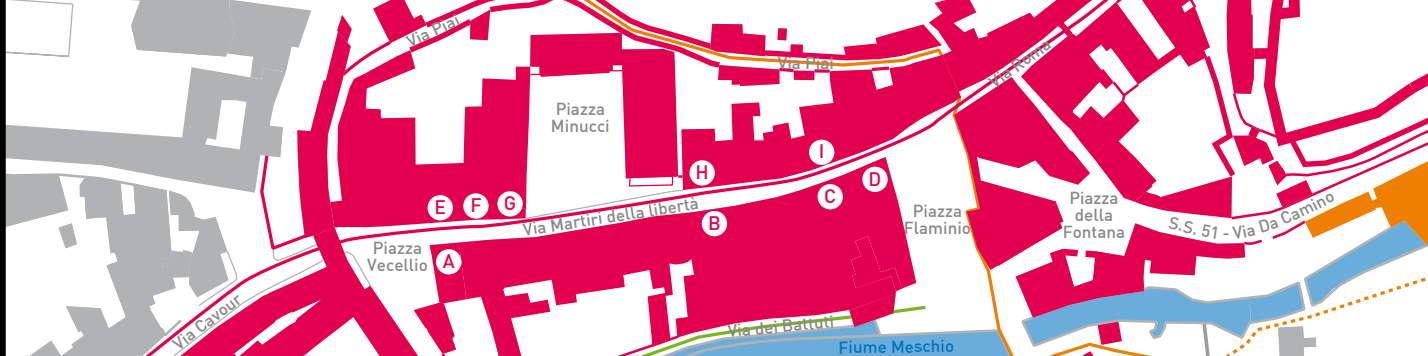 Via Piai
Via Piai
Via Roma
Piazza
Minucci
I
H
D
E
F
G
C
B
A
Via Martiri della libertà
Piazza
Vecellio
Piazza
Flaminio
Piazza
della
Fontana
S.S. 51 - Via Da Camino
Via Cavour
Via dei Battuti
Fiume Meschio